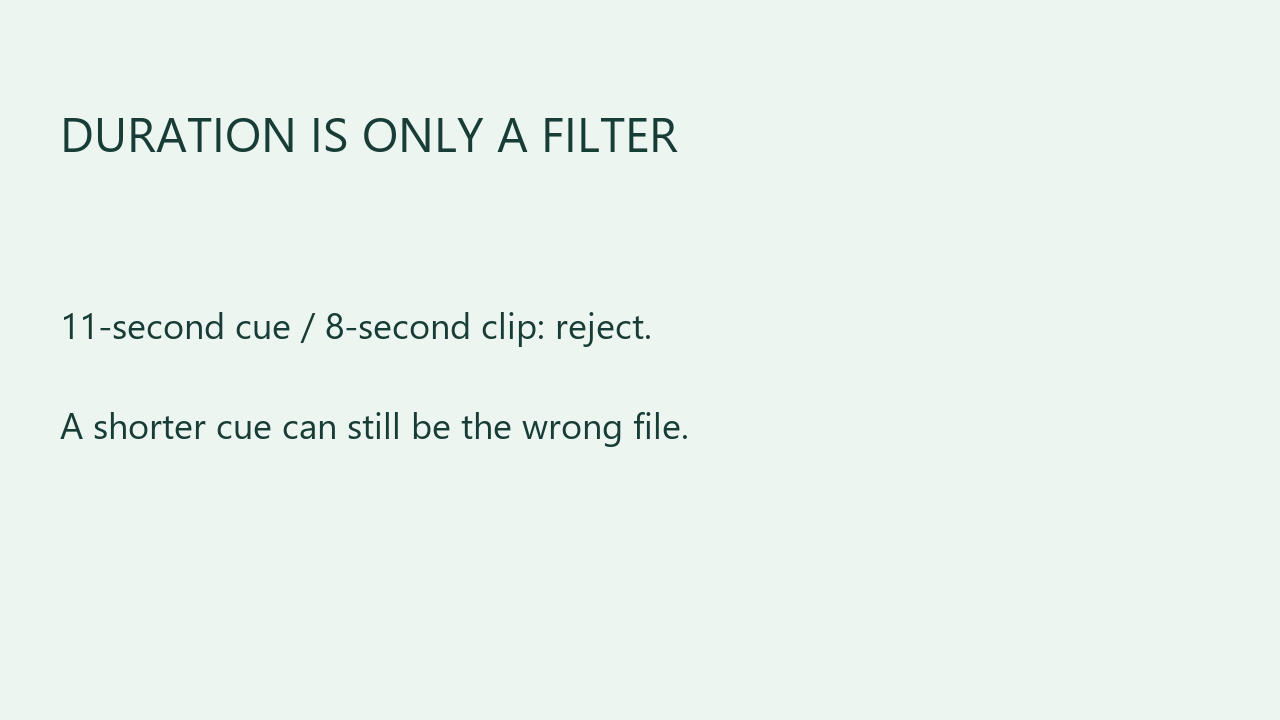 DURATION IS ONLY A FILTER
11-second cue / 8-second clip: reject.
A shorter cue can still be the wrong file.